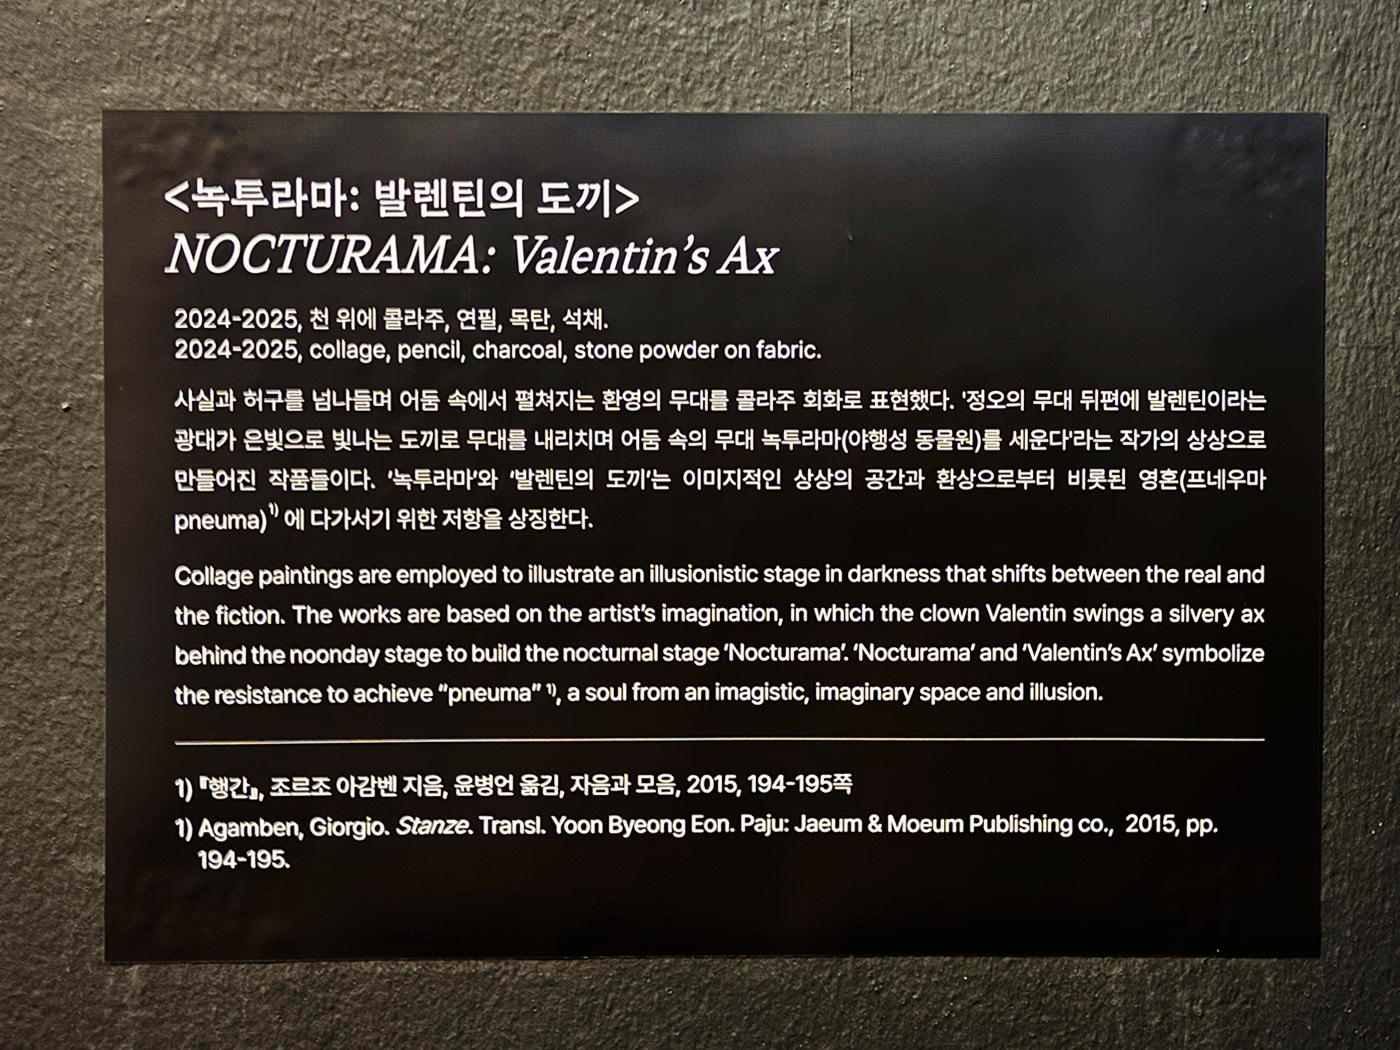 <녹투라마: 발렌틴의 도끼>
NOCTURAMA: Valentin's Ax
2024-2025, 천 위에 콜라주, 연필, 목탄, 석채.
2024-2025, collage, pencil, charcoal, stone powder on fabric.
사실과 허구를 넘나들며 어둠 속에서 펼쳐지는 환영의 무대를 콜라주 회화로 표현했다. '정오의 무대 뒤편에 발렌틴이라는
광대가 은빛으로 빛나는 도끼로 무대를 내리치며 어둠 속의 무대 녹투라마(야행성 동물원)를 세운다'라는 작가의 상상으로
만들어진 작품들이다. '녹투라마'와 '발렌틴의 도끼'는 이미지적인 상상의 공간과 환상으로부터 비롯된 영혼(프네우마
pneuma)¹⁾ 에 다가서기 위한 저항을 상징한다.
Collage paintings are employed to illustrate an illusionistic stage in darkness that shifts between the real and
the fiction. The works are based on the artist's imagination, in which the clown Valentin swings a silvery ax
behind the noonday stage to build the nocturnal stage 'Nocturama'. 'Nocturama' and 'Valentin's Ax' symbolize
the resistance to achieve "pneuma" ¹⁾, a soul from an imagistic, imaginary space and illusion.
1) 『행간』, 조르조 아감벤 지음, 윤병언 옮김, 자음과 모음, 2015, 194-195쪽
1) Agamben, Giorgio. Stanze. Transl. Yoon Byeong Eon. Paju: Jaeum & Moeum Publishing co., 2015, pp.
194-195.